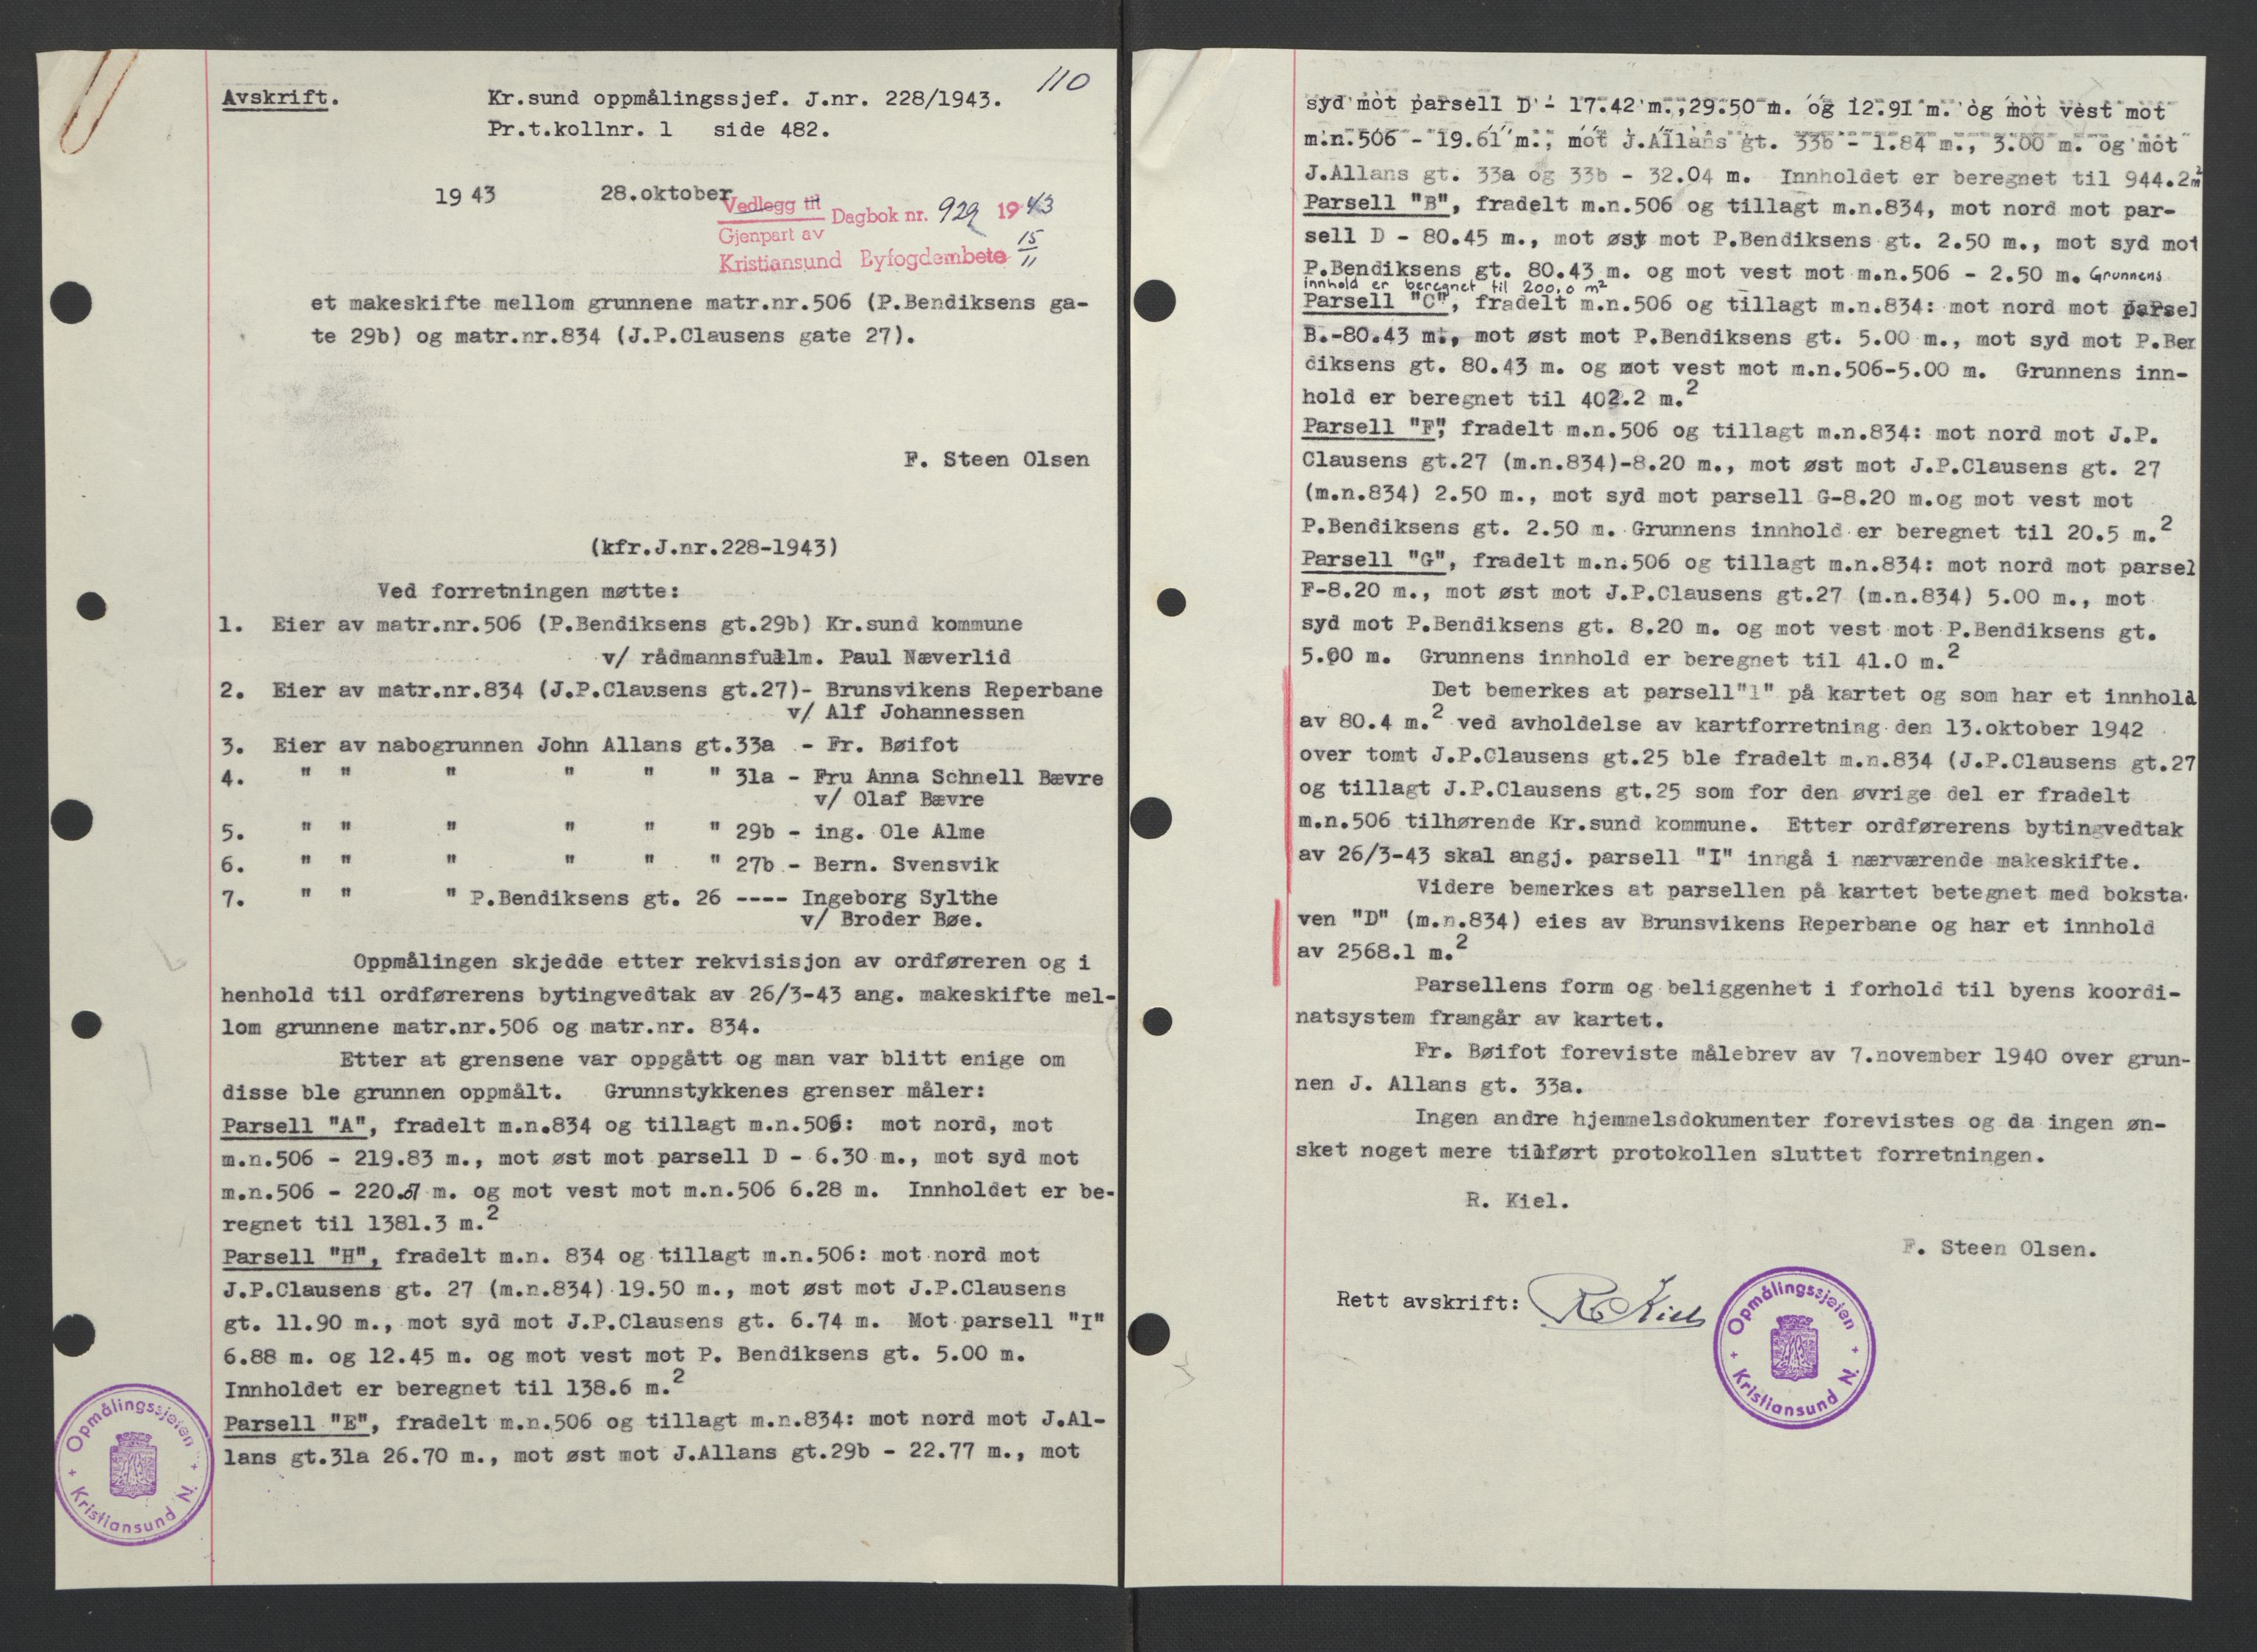 110
Avskrift. Kr.sund oppmålingssjef. J.nr. 228/1943.
Pr.t.kollnr. 1 side 482.
19 43 28.oktober
Vedlegg til
Gjenpart av Dagbok nr. 929 1943
Kristiansund Byfogdembete 15/11
et makeskifte mellom grunnene matr.nr.506 (P.Bendiksens ga-
te 29b) og matr.nr.834 (J.P.Clausens gate 27).
F. Steen Olsen
(kfr.J.nr.228-1943)
Ved forretningen møtte:
1. Eier av matr.nr.506 (P.Bendiksens gt.29b) Kr.sund kommune
v/ rådmannsfullm. Paul Næverlid
2. Eier av matr.nr.834 (J.P.Clausens gt.27)- Brunsvikens Reperbane
v/ Alf Johannessen
3. Eier av nabogrunnen John Allans gt.33a - Fr. Bøifot
4. " " " " " " 31a - Fru Anna Schnell Bævre
v/ Olaf Bævre
5. " " " " " " 29b - ing. Ole Alme
6. " " " " " " 27b - Bern. Svensvik
7. " " " P.Bendiksens gt. 26 ---- Ingeborg Sylthe
v/ Broder Bøe.
Oppmålingen skjedde etter rekvisisjon av ordføreren og i
henhold til ordførerens bytingvedtak av 26/3-43 ang. makeskifte mel-
lom grunnene matr.nr.506 og matr.nr. 834.
Etter at grensene var oppgått og man var blitt enige om
disse ble grunnen oppmålt. Grunnstykkenes grenser måler:
Parsell "A", fradelt m.n.834 og tillagt m.n.506: mot nord, mot
m.n.506 - 219.83 m., mot øst mot parsell D - 6.30 m., mot syd mot
m.n.506 - 220.67 m. og mot vest mot m.n.506 6.28 m. Innholdet er be-
regnet til 1381.3 m.2
Parsell "H", fradelt m.n. 834 og tillagt m.n.506: mot nord mot
J.P.Clausens gt. 27 (m.n.834) 19.50 m., mot øst mot J.P.Clausens
gt. 11.90 m., mot syd mot J.P.Clausens gt. 6.74 m. Mot parsell "I"
6.88 m. og 12.45 m. og mot vest mot P. Bendiksens gt. 5.00 m.
Innholdet er beregnet til 138.6 m.2
Parsell "E", fradelt m.n.506 og tillagt m.n.834: mot nord mot J.Al-
lans gt.31a 26.70 m., mot øst mot J.Allans gt.29b - 22.77 m., mot
Oppmålingssjefen
Kristiansund N.
syd mot parsell D - 17.42 m.,29.50 m. og 12.91 m. og mot vest mot
m.n.506 - 19.61 m., mot J.Allans gt. 33b - 1.84 m., 3.00 m. og mot
J.Allans gt. 33a og 33b - 32.04 m. Innholdet er beregnet til 944.2m2
Parsell "B", fradelt m.n.506 og tillagt m.n.834, mot nord mot par-
sell D - 80.45 m., mot øst mot P.Bendiksens gt. 2.50 m., mot syd mot
P.Bendiksens gt. 80.43 m. og mot vest mot m.n.506 - 2.50 m. Grunnens
innhold er beregnet til 200,0 m2
Parsell "C", fradelt m.n.506 og tillagt m.n.834: mot nord mot parsel
B.-80.43 m., mot øst mot P.Bendiksens gt. 5.00 m., mot syd mot P.Ben
diksens gt. 80.43 m. og mot vest mot m.n.506-5.00 m. Grunnens inn-
hold er beregnet til 402.2 m.2
Parsell "F", fradelt m.n.506 og tillagt m.n.834: mot nord mot J.P.
Clausens gt.27 (m.n.834)-8.20 m., mot øst mot J.P.Clausens gt. 27
(m.n.834) 2.50 m., mot syd mot parsell G-8.20 m.og mot vest mot
P.Bendiksens gt. 2.50 m. Grunnens innhold er beregnet til 20.5 m.2
Parsell "G", fradelt m.n.506 og tillagt m.n.834: mot nord mot parsel
F-8.20 m., mot øst mot J.P.Clausens gt.27 (m.n.834) 5.00 m., mot
syd mot P.Bendiksens gt. 8.20 m. og mot vest mot P.Bendiksens gt.
5.00 m. Grunnens innhold er beregnet til 41.0 m.2
Det bemerkes at parsell"1" på kartet og som har et innhold
av 80.4 m.2 ved avholdelse av kartforretning den 13.oktober 1942
over tomt J.P.Clausens gt.25 ble fradelt m.n.834 (J.P.Clausens gt.27
og tillagt J.P.Clausens gt.25 som for den øvrige del er fradelt
m.n.506 tilhørende Kr.sund kommune. Etter ordførerens bytingvedtak
av 26/3-43 skal angj. parsell "I" inngå i nærværende makeskifte.
Videre bemerkes at parsellen på kartet betegnet med boksta-
ven "D" (m.n.834) eies av Brunsvikens Reperbane og har et innhold
av 2568.1 m.2
Parsellens form og beliggenhet i forhold til byens koordi-
natsystem framgår av kartet.
Fr. Bøifot foreviste målebrev av 7.november 1940 over grun-
nen J. Allans gt. 33a.
Ingen andre hjemmelsdokumenter forevistes og da ingen øn-
sket noget mere tilført protokollen sluttet forretningen.
R. Kiel.
F. Steen Olsen.
Rett avskrift: R. Kiel
Oppmålingssjefen
Kristiansund N.